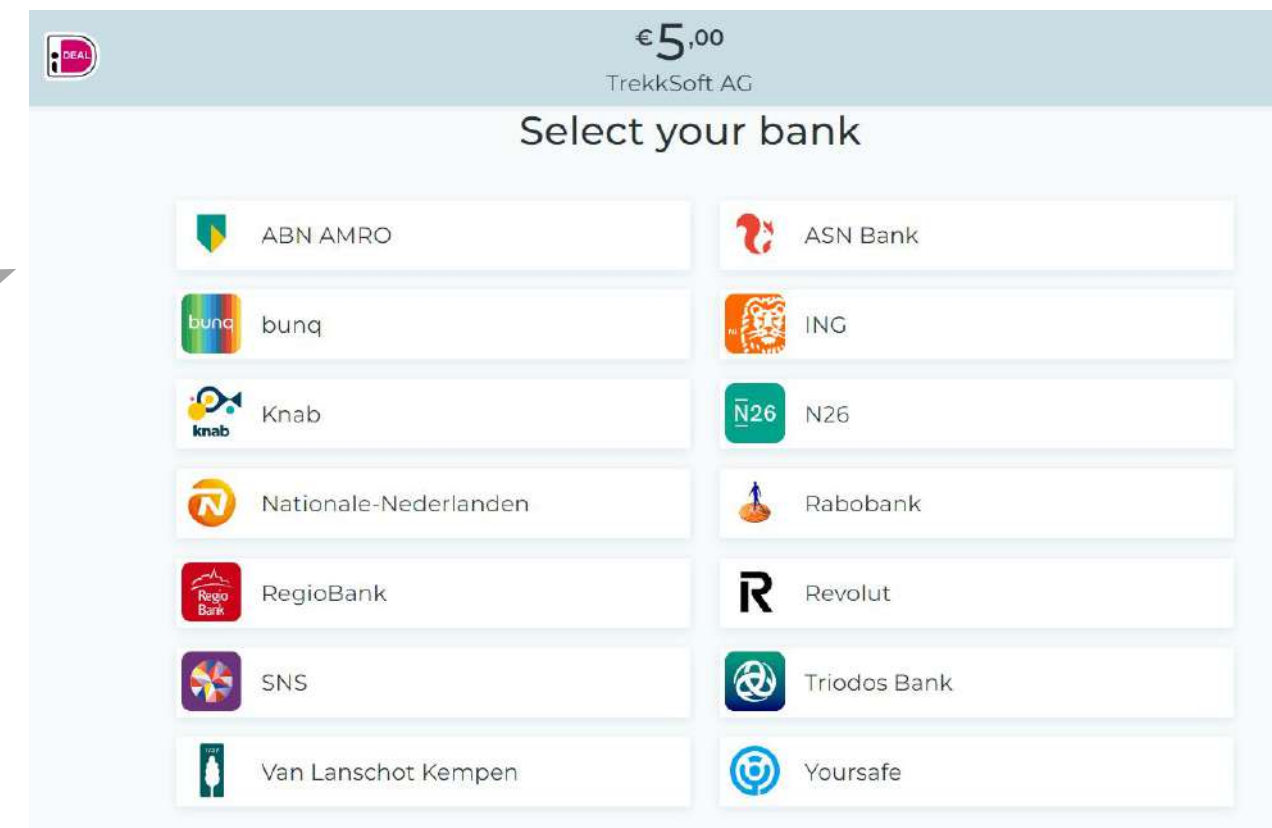 iDEAL
€5,00
TrekkSoft AG
Select your bank
ABN AMRO
ASN Bank
bunq bunq
ING
knab Knab
N26 N26
Nationale-Nederlanden
Rabobank
Regio Bank RegioBank
Revolut
SNS
Triodos Bank
Van Lanschot Kempen
Yoursafe